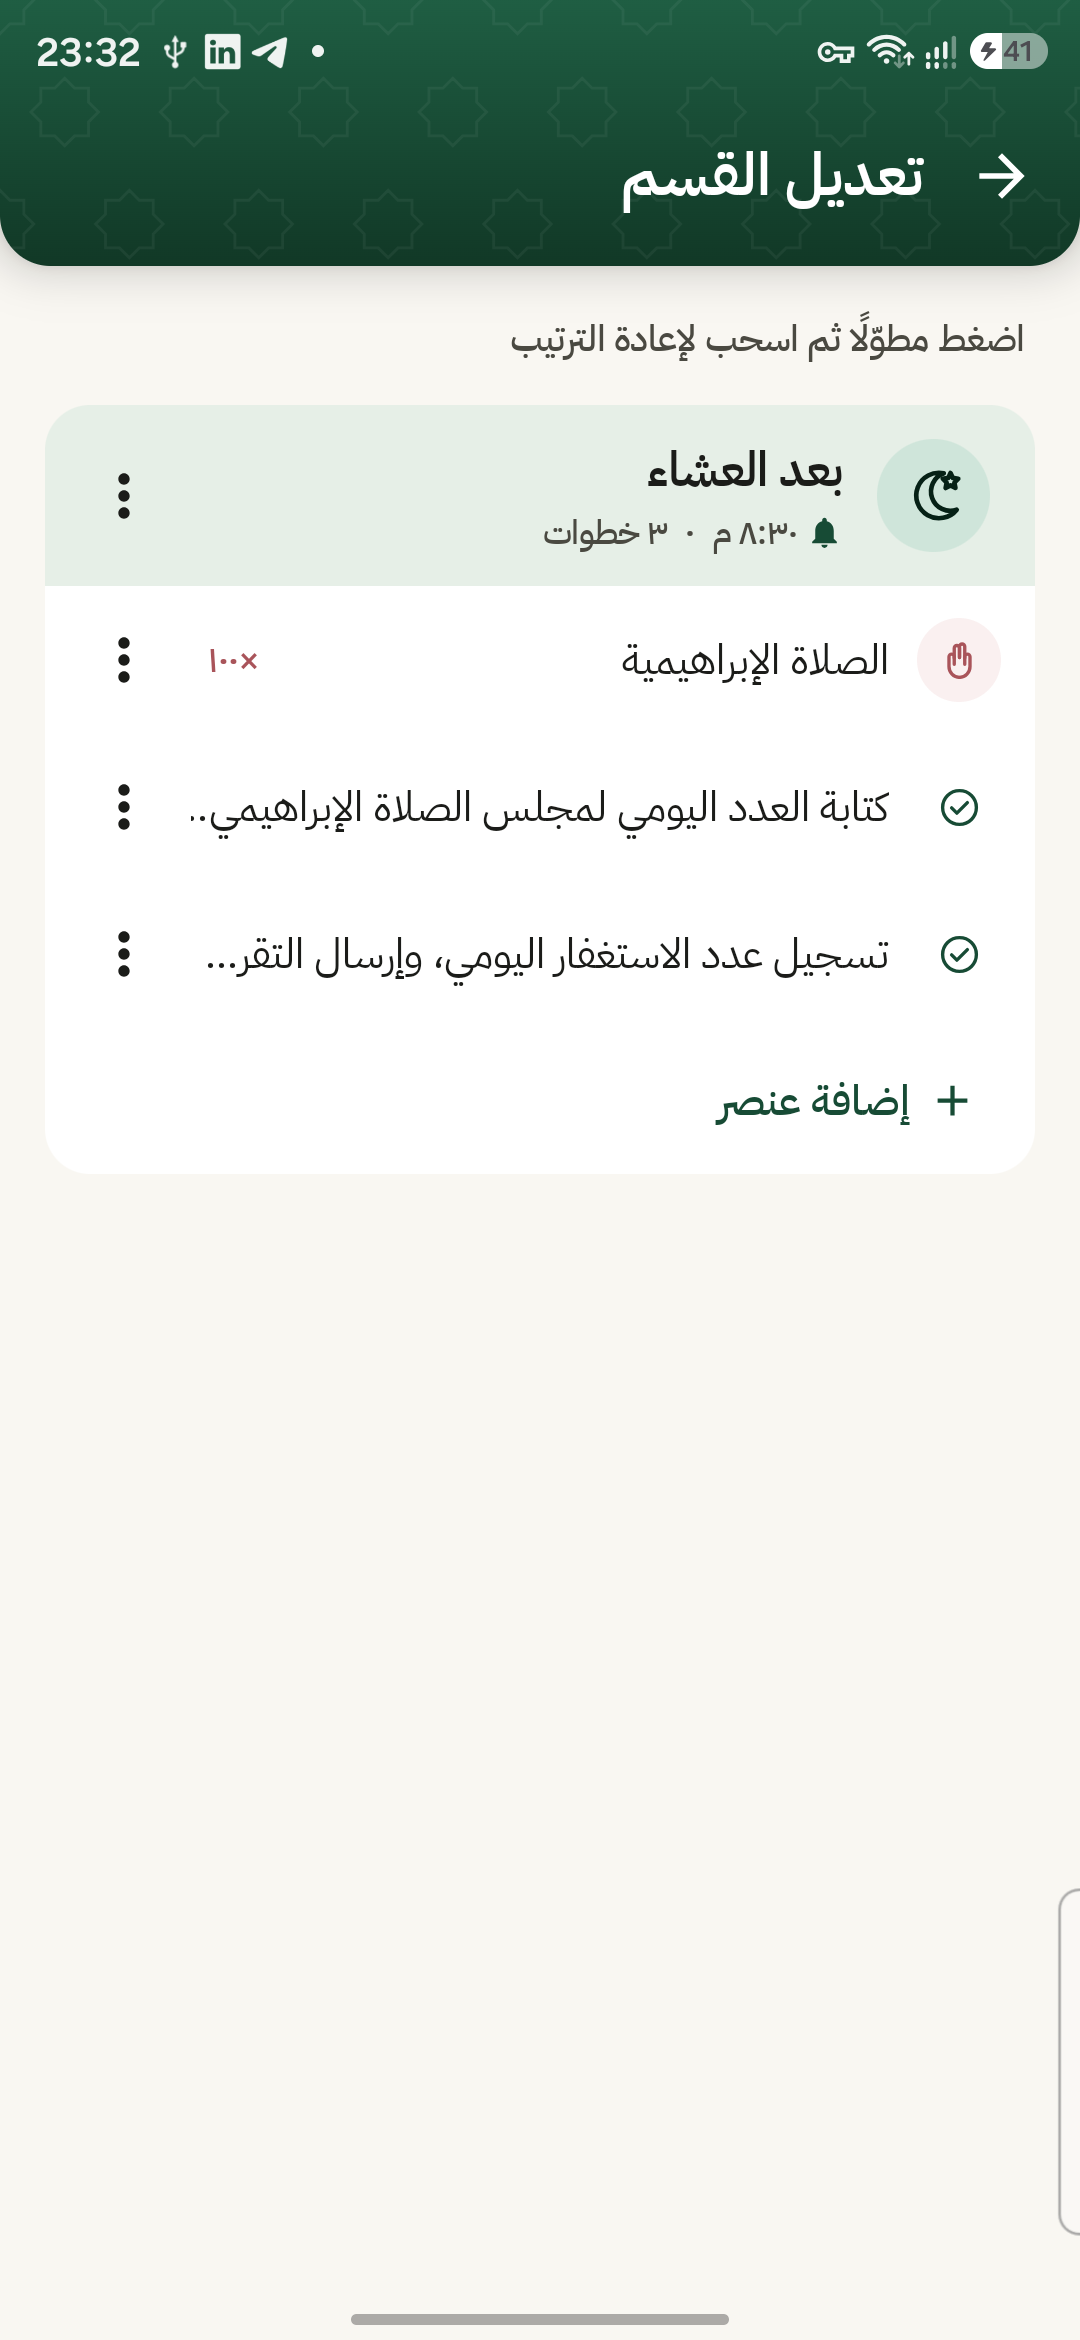 23:32
41
تعديل القسم
اضغط مطوّلًا ثم اسحب لإعادة الترتيب
بعد العشاء
٨:٣٠ م · ٣ خطوات
الصلاة الإبراهيمية
×١٠٠
كتابة العدد اليومي لمجلس الصلاة الإبراهيمي..
تسجيل عدد الاستغفار اليومي، وإرسال التقر...
+ إضافة عنصر